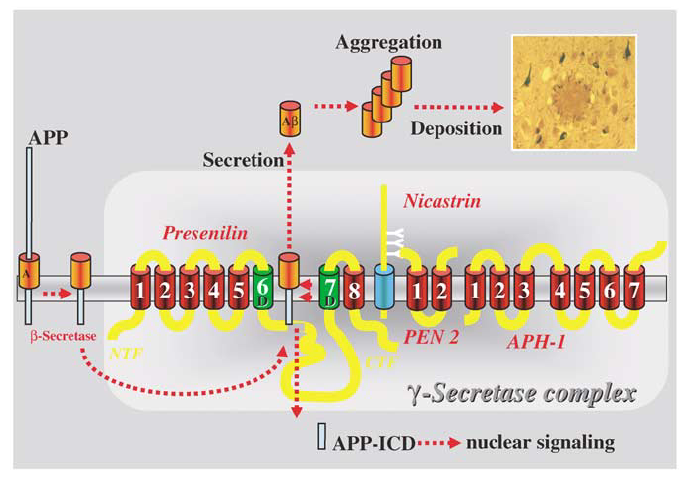 Aggregation
APP
Aβ
Deposition
Secretion
Nicastrin
Presenilin
A
1 2 3 4 5 6 D 7 D 8 1 2 1 2 3 4 5 6 7
β-Secretase
NTF
CTF
PEN 2
APH-1
γ-Secretase complex
APP-ICD nuclear signaling